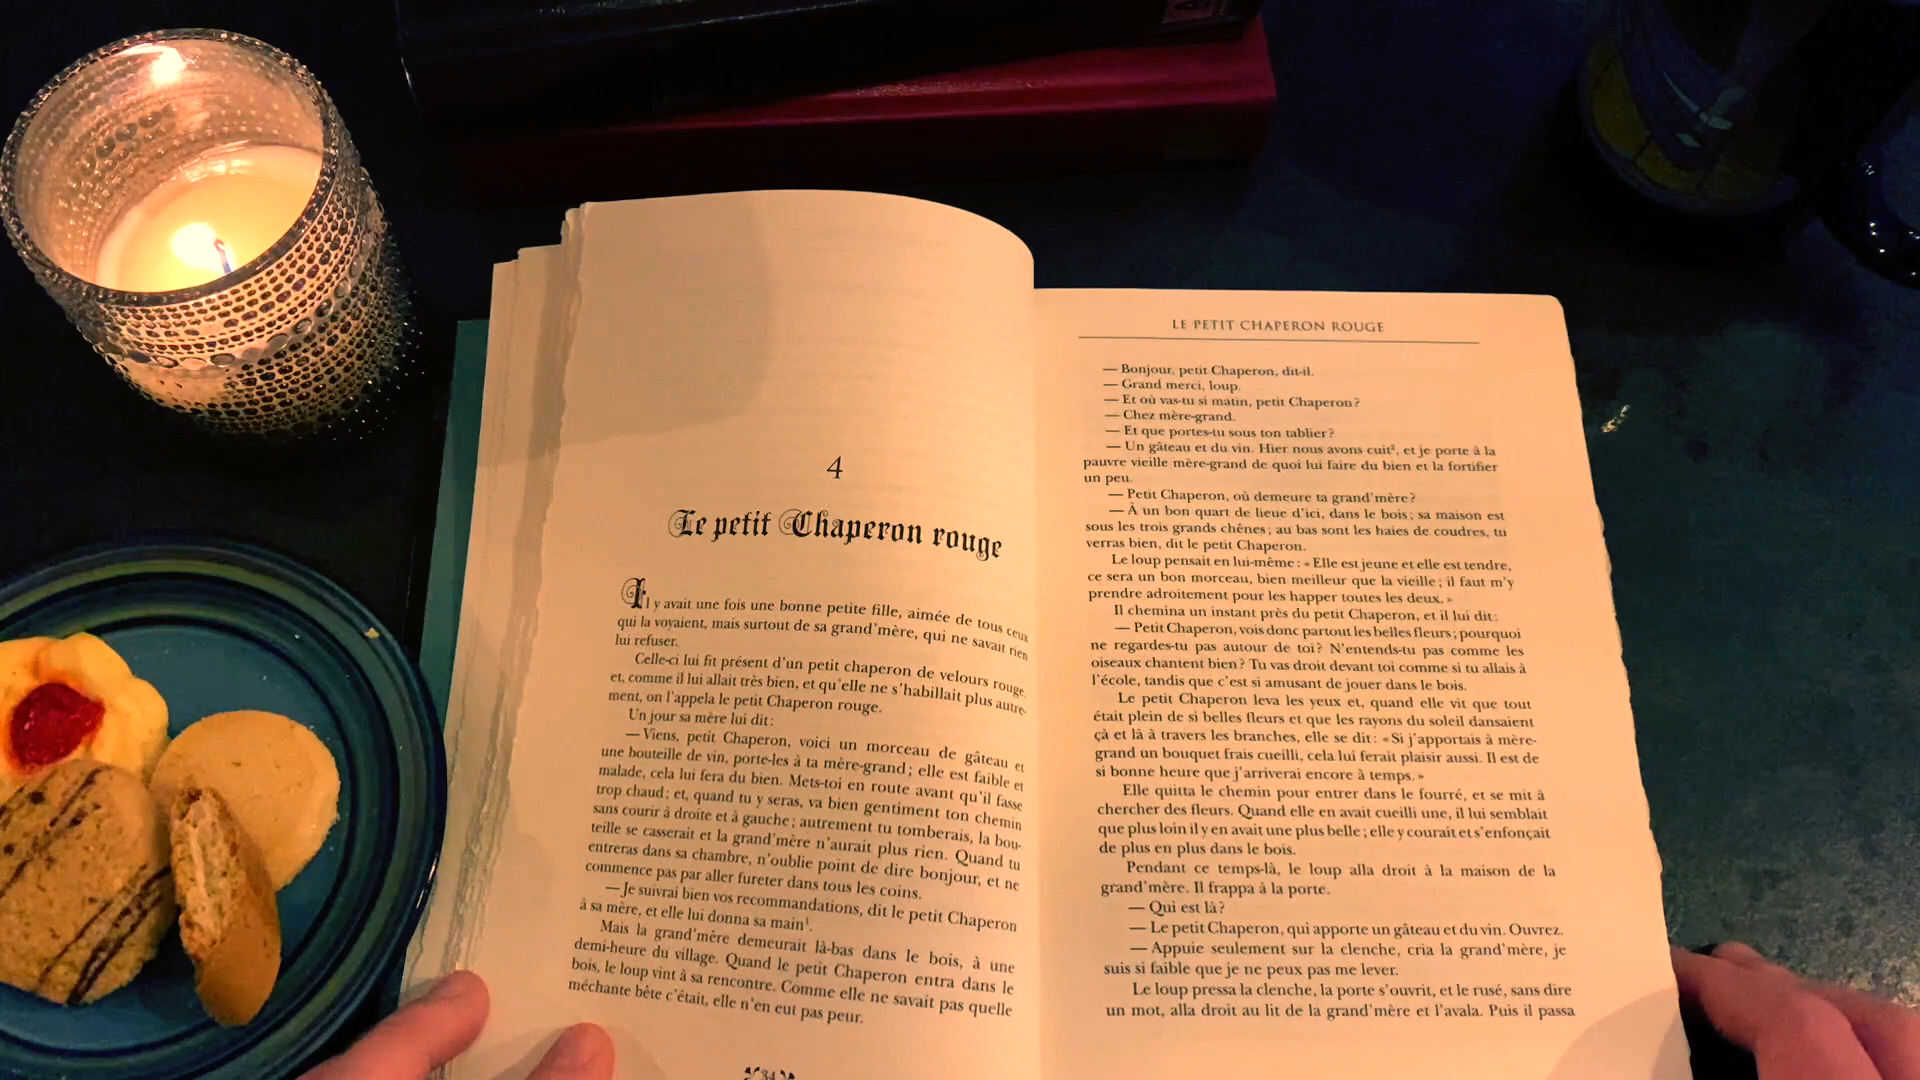 4
Le petit Chaperon rouge
Il y avait une fois une bonne petite fille, aimée de tous ceux
qui la voyaient, mais surtout de sa grand'mère, qui ne savait rien
lui refuser.
Celle-ci lui fit présent d'un petit chaperon de velours rouge,
et, comme il lui allait très bien, et qu'elle ne s'habillait plus autre-
ment, on l'appela le petit Chaperon rouge.
Un jour sa mère lui dit :
— Viens, petit Chaperon, voici un morceau de gâteau et
une bouteille de vin, porte-les à ta mère-grand ; elle est faible et
malade, cela lui fera du bien. Mets-toi en route avant qu'il fasse
trop chaud ; et, quand tu y seras, va bien gentiment ton chemin
sans courir à droite et à gauche ; autrement tu tomberais, la bou-
teille se casserait et la grand'mère n'aurait plus rien. Quand tu
entreras dans sa chambre, n'oublie point de dire bonjour, et ne
commence pas par aller fureter dans tous les coins.
— Je suivrai bien vos recommandations, dit le petit Chaperon
à sa mère, et elle lui donna sa main¹.
Mais la grand'mère demeurait là-bas dans le bois, à une
demi-heure du village. Quand le petit Chaperon entra dans le
bois, le loup vint à sa rencontre. Comme elle ne savait pas quelle
méchante bête c'était, elle n'en eut pas peur.
34
LE PETIT CHAPERON ROUGE
— Bonjour, petit Chaperon, dit-il.
— Grand merci, loup.
— Et où vas-tu si matin, petit Chaperon ?
— Chez mère-grand.
— Et que portes-tu sous ton tablier ?
— Un gâteau et du vin. Hier nous avons cuit², et je porte à la
pauvre vieille mère-grand de quoi lui faire du bien et la fortifier
un peu.
— Petit Chaperon, où demeure ta grand'mère ?
— À un bon quart de lieue d'ici, dans le bois ; sa maison est
sous les trois grands chênes ; au bas sont les haies de coudres, tu
verras bien, dit le petit Chaperon.
Le loup pensait en lui-même : « Elle est jeune et elle est tendre,
ce sera un bon morceau, bien meilleur que la vieille ; il faut m'y
prendre adroitement pour les happer toutes les deux. »
Il chemina un instant près du petit Chaperon, et il lui dit :
— Petit Chaperon, vois donc partout les belles fleurs ; pourquoi
ne regardes-tu pas autour de toi ? N'entends-tu pas comme les
oiseaux chantent bien ? Tu vas droit devant toi comme si tu allais à
l'école, tandis que c'est si amusant de jouer dans le bois.
Le petit Chaperon leva les yeux et, quand elle vit que tout
était plein de si belles fleurs et que les rayons du soleil dansaient
çà et là à travers les branches, elle se dit : « Si j'apportais à mère-
grand un bouquet frais cueilli, cela lui ferait plaisir aussi. Il est de
si bonne heure que j'arriverai encore à temps. »
Elle quitta le chemin pour entrer dans le fourré, et se mit à
chercher des fleurs. Quand elle en avait cueilli une, il lui semblait
que plus loin il y en avait une plus belle ; elle y courait et s'enfonçait
de plus en plus dans le bois.
Pendant ce temps-là, le loup alla droit à la maison de la
grand'mère. Il frappa à la porte.
— Qui est là ?
— Le petit Chaperon, qui apporte un gâteau et du vin. Ouvrez.
— Appuie seulement sur la clenche, cria la grand'mère, je
suis si faible que je ne peux pas me lever.
Le loup pressa la clenche, la porte s'ouvrit, et le rusé, sans dire
un mot, alla droit au lit de la grand'mère et l'avala. Puis il passa